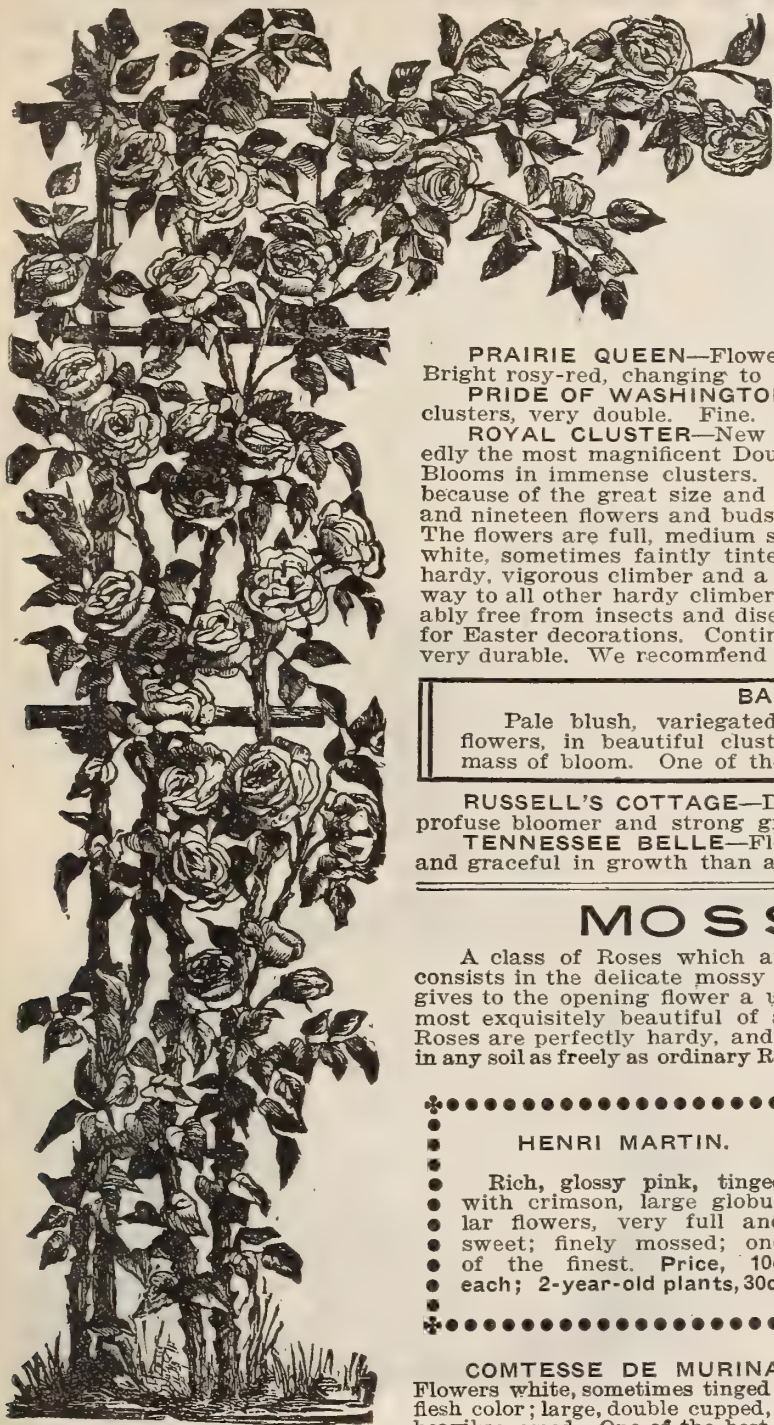 PRAIRIE QUEEN—Flowe
Bright rosy-red, changing to
PRIDE OF WASHINGTO
clusters, very double. Fine.
ROYAL CLUSTER—New
edly the most magnificent Dou
Blooms in immense clusters.
because of the great size and
and nineteen flowers and buds
The flowers are full, medium s
white, sometimes faintly tinte
hardy, vigorous climber and a
way to all other hardy climber
ably free from insects and dise
for Easter decorations. Contin
very durable. We recommend
BA
Pale blush, variegated
flowers, in beautiful clust
mass of bloom. One of th
RUSSELL'S COTTAGE—D
profuse bloomer and strong g
TENNESSEE BELLE—Fl
and graceful in growth than a
MOSS
A class of Roses which a
consists in the delicate mossy
gives to the opening flower a u
most exquisitely beautiful of a
Roses are perfectly hardy, and
in any soil as freely as ordinary R
HENRI MARTIN.
Rich, glossy pink, tinge
with crimson, large globu
lar flowers, very full and
sweet; finely mossed; on
of the finest. Price, 10
each; 2-year-old plants, 30c
COMTESSE DE MURINA
Flowers white, sometimes tinged
flesh color; large, double cupped,